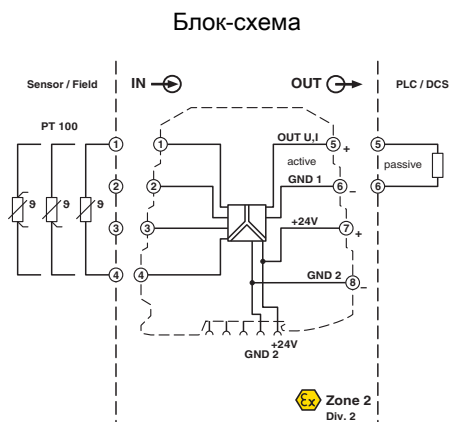 Блок-схема
Sensor / Field
IN
OUT
PLC / DCS
PT 100
OUT U,I
1
1
5
+
5
active
passive
2
2
GND 1
6
–
6
ϑ
ϑ
ϑ
3
3
+24V
7
+
4
4
GND 2
8
–
+24V
GND 2
Ex
Zone 2
Div. 2